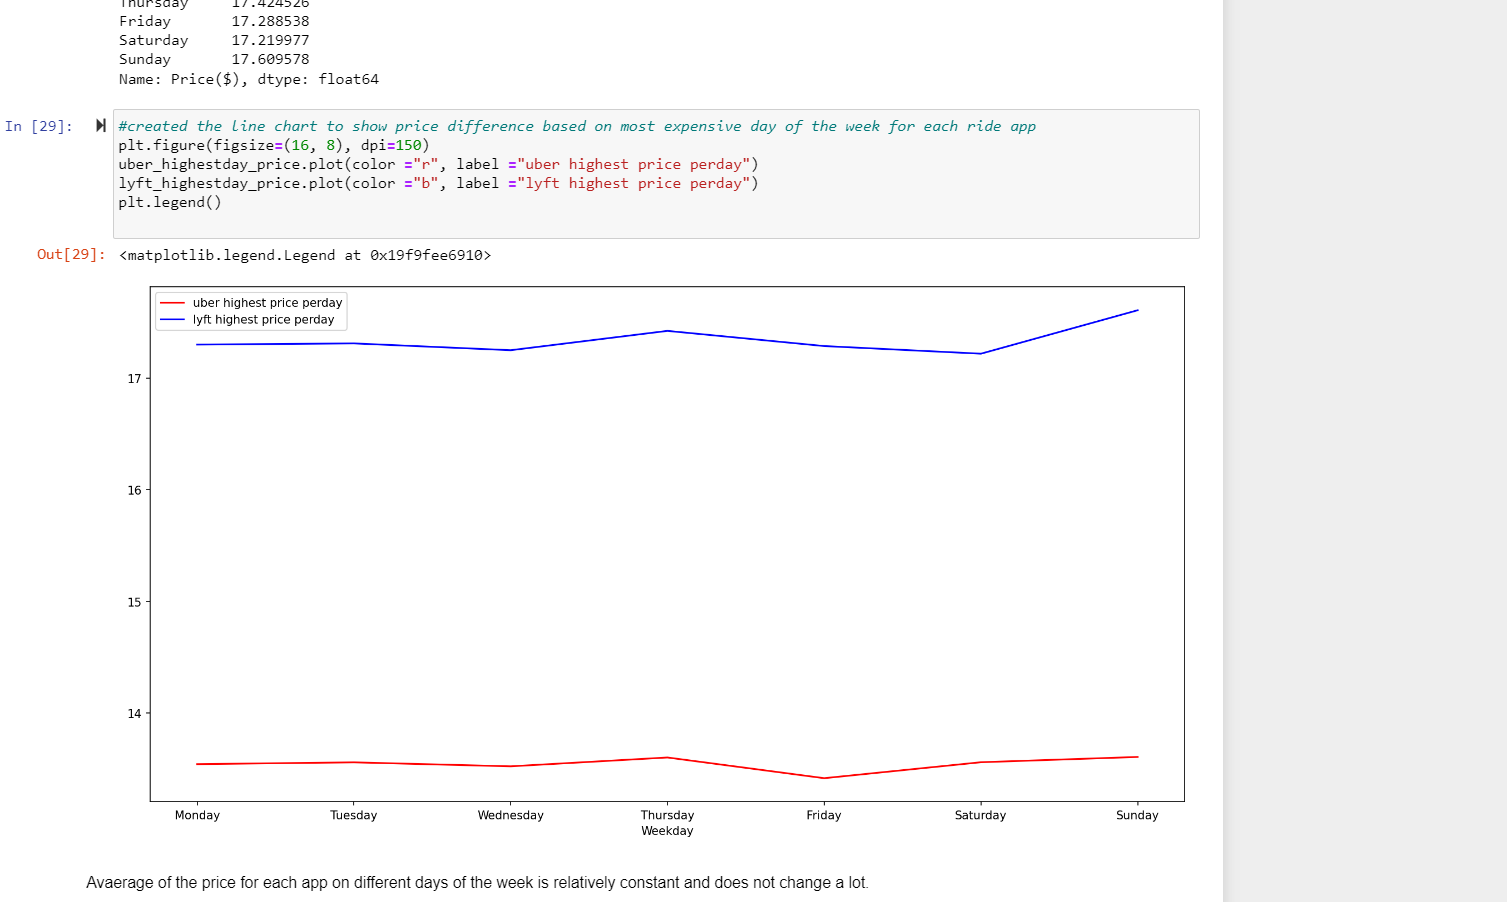 Thursday 17.424526
Friday 17.288538
Saturday 17.219977
Sunday 17.609578
Name: Price($), dtype: float64
In [29]:
#created the line chart to show price difference based on most expensive day of the week for each ride app
plt.figure(figsize=(16, 8), dpi=150)
uber_highestday_price.plot(color ="r", label ="uber highest price perday")
lyft_highestday_price.plot(color ="b", label ="lyft highest price perday")
plt.legend()
Out[29]: <matplotlib.legend.Legend at 0x19f9fee6910>
uber highest price perday
lyft highest price perday
17
16
15
14
Monday Tuesday Wednesday Thursday Friday Saturday Sunday
Weekday
Avaerage of the price for each app on different days of the week is relatively constant and does not change a lot.